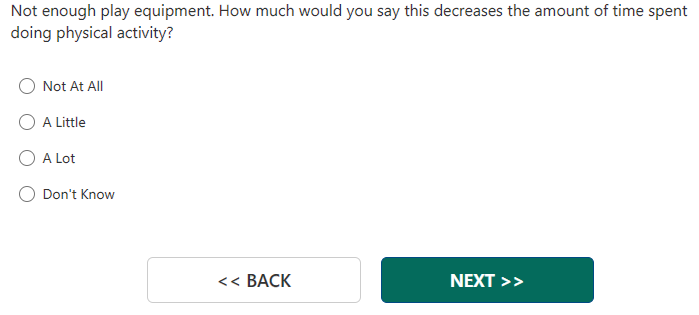 Not enough play equipment. How much would you say this decreases the amount of time spent
doing physical activity?
Not At All
A Little
A Lot
Don't Know
<< BACK
NEXT >>